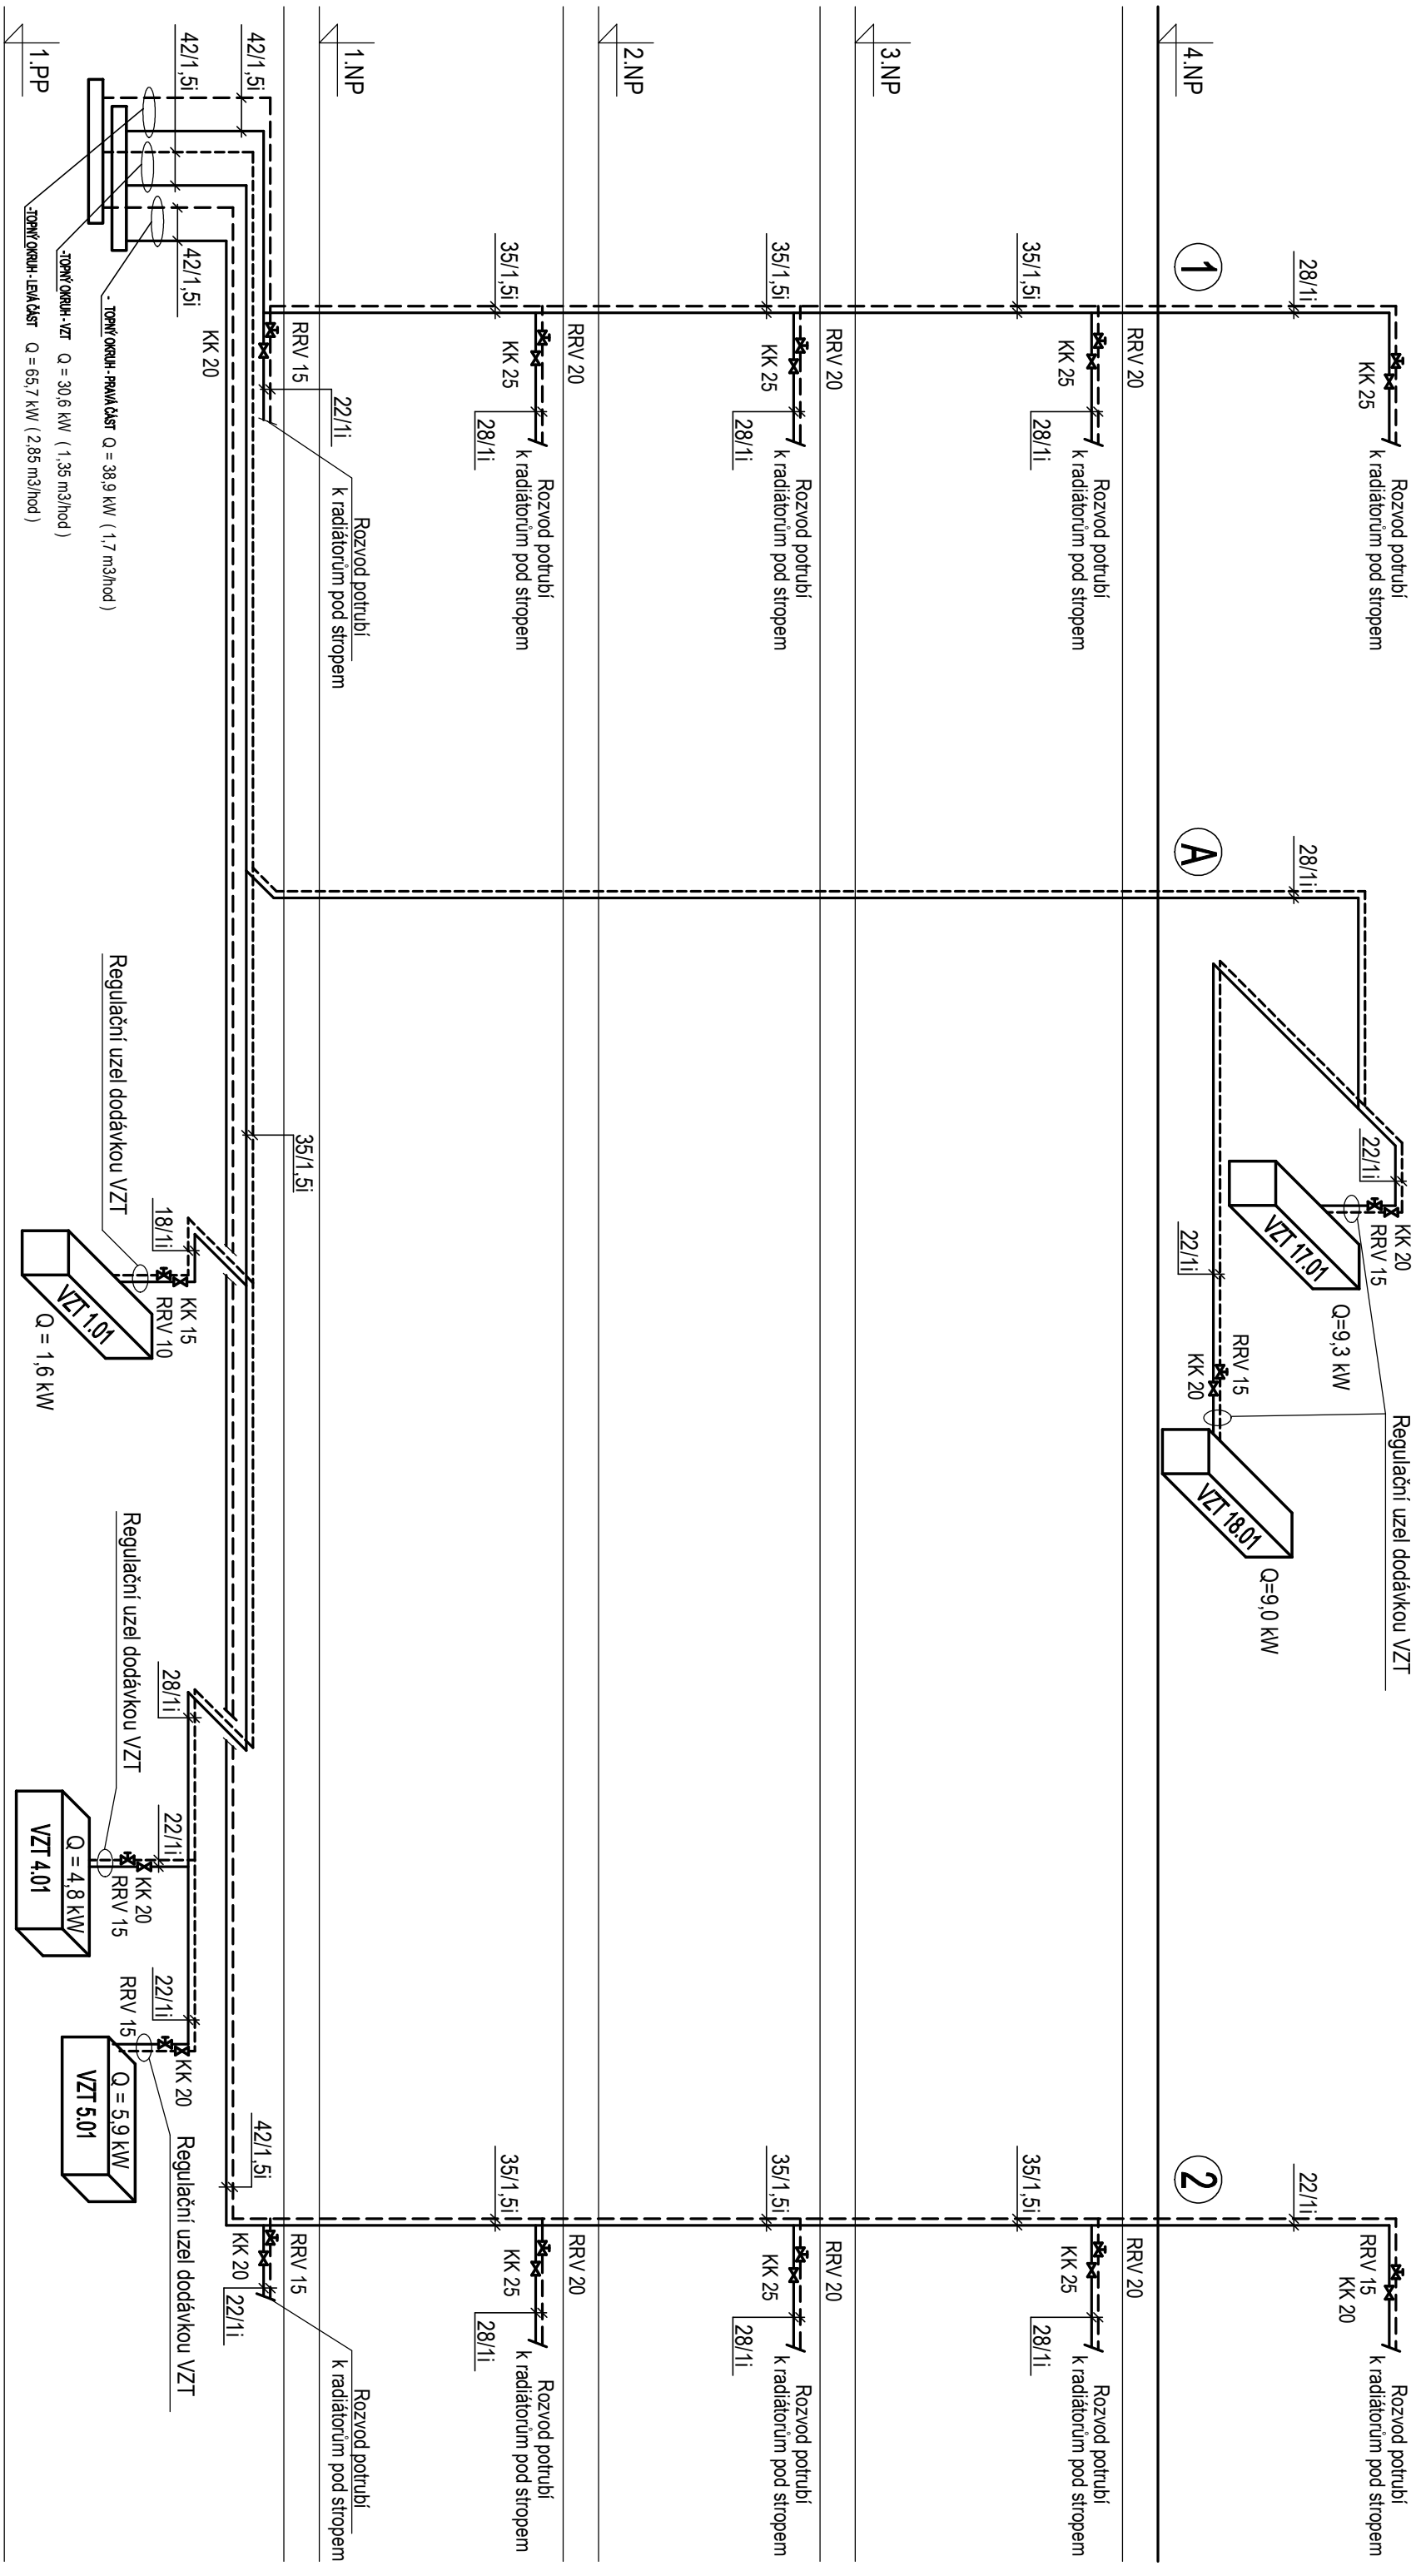 4.NP
3.NP
2.NP
1.NP
1.PP
1
28/1i
KK 25
Rozvod potrubí
k radiátorům pod stropem
35/1,5i
RRV 20
KK 25
28/1i
Rozvod potrubí
k radiátorům pod stropem
35/1,5i
RRV 20
KK 25
28/1i
Rozvod potrubí
k radiátorům pod stropem
35/1,5i
RRV 20
KK 25
28/1i
Rozvod potrubí
k radiátorům pod stropem
RRV 15
KK 20
22/1i
Rozvod potrubí
k radiátorům pod stropem
42/1,5i
42/1,5i
42/1,5i
- TOPNÝ OKRUH - PRAVÁ ČÁST Q = 38,9 kW ( 1,7 m3/hod )
-TOPNÝ OKRUH - VZT Q = 30,6 kW ( 1,35 m3/hod )
-TOPNÝ OKRUH - LEVÁ ČÁST Q = 65,7 kW ( 2,85 m3/hod )
A
28/1i
22/1i
KK 20
RRV 15
VZT 17.01
Q=9,3 kW
22/1i
RRV 15
KK 20
VZT 18.01
Q=9,0 kW
Regulační uzel dodávkou VZT
35/1,5i
Regulační uzel dodávkou VZT
18/1i
KK 15
RRV 10
VZT 1.01
Q = 1,6 kW
Regulační uzel dodávkou VZT
28/1i
22/1i
KK 20
RRV 15
Q = 4,8 kW
VZT 4.01
22/1i
RRV 15
KK 20
Q = 5,9 kW
VZT 5.01
Regulační uzel dodávkou VZT
42/1,5i
2
22/1i
RRV 15
KK 20
Rozvod potrubí
k radiátorům pod stropem
35/1,5i
RRV 20
KK 25
28/1i
Rozvod potrubí
k radiátorům pod stropem
35/1,5i
RRV 20
KK 25
28/1i
Rozvod potrubí
k radiátorům pod stropem
35/1,5i
RRV 20
KK 25
28/1i
Rozvod potrubí
k radiátorům pod stropem
RRV 15
KK 20
22/1i
Rozvod potrubí
k radiátorům pod stropem